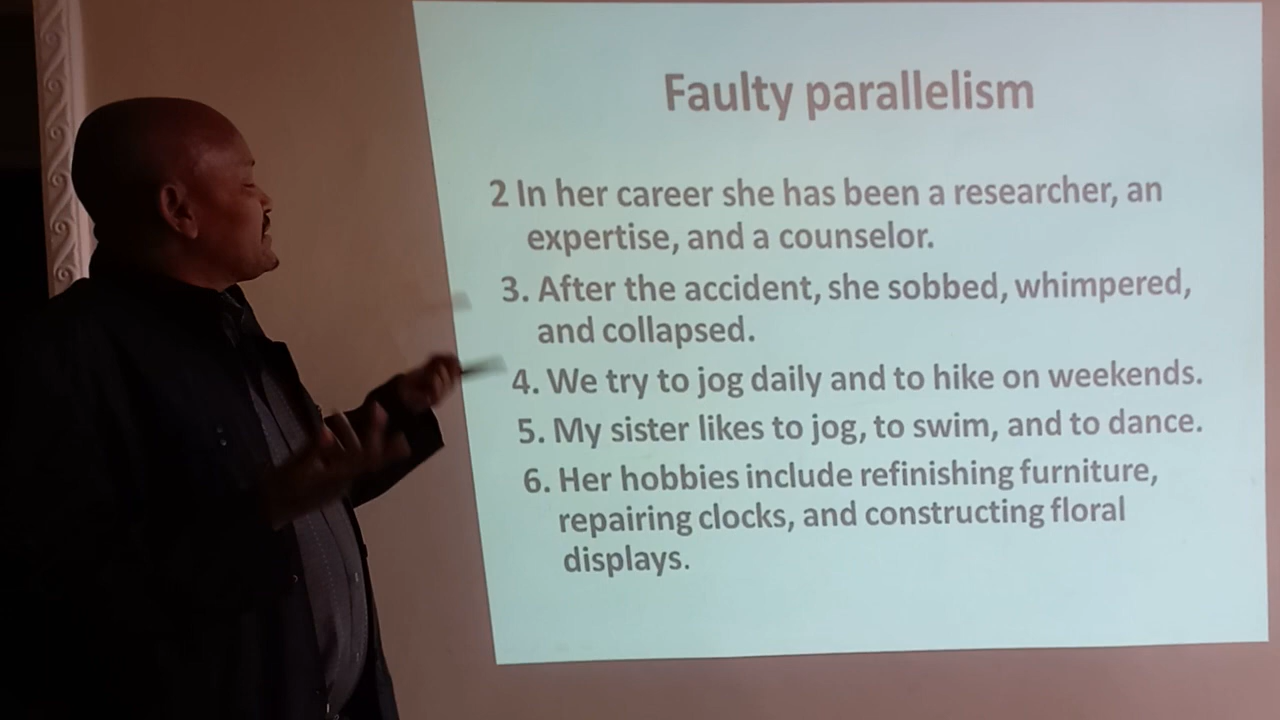 Faulty parallelism
2 In her career she has been a researcher, an
expertise, and a counselor.
3. After the accident, she sobbed, whimpered,
and collapsed.
4. We try to jog daily and to hike on weekends.
5. My sister likes to jog, to swim, and to dance.
6. Her hobbies include refinishing furniture,
repairing clocks, and constructing floral
displays.